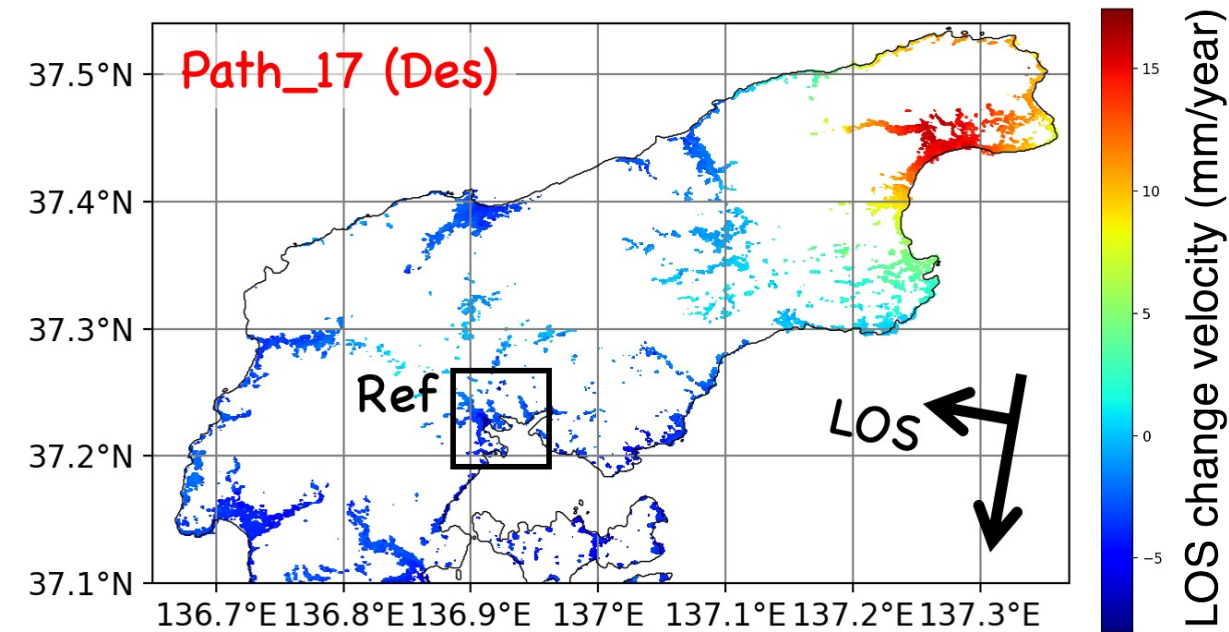 Path_17 (Des)
37.5°N
37.4°N
37.3°N
37.2°N
37.1°N
Ref
LOS
136.7°E 136.8°E 136.9°E 137°E 137.1°E 137.2°E 137.3°E
15
10
5
0
−5
LOS change velocity (mm/year)